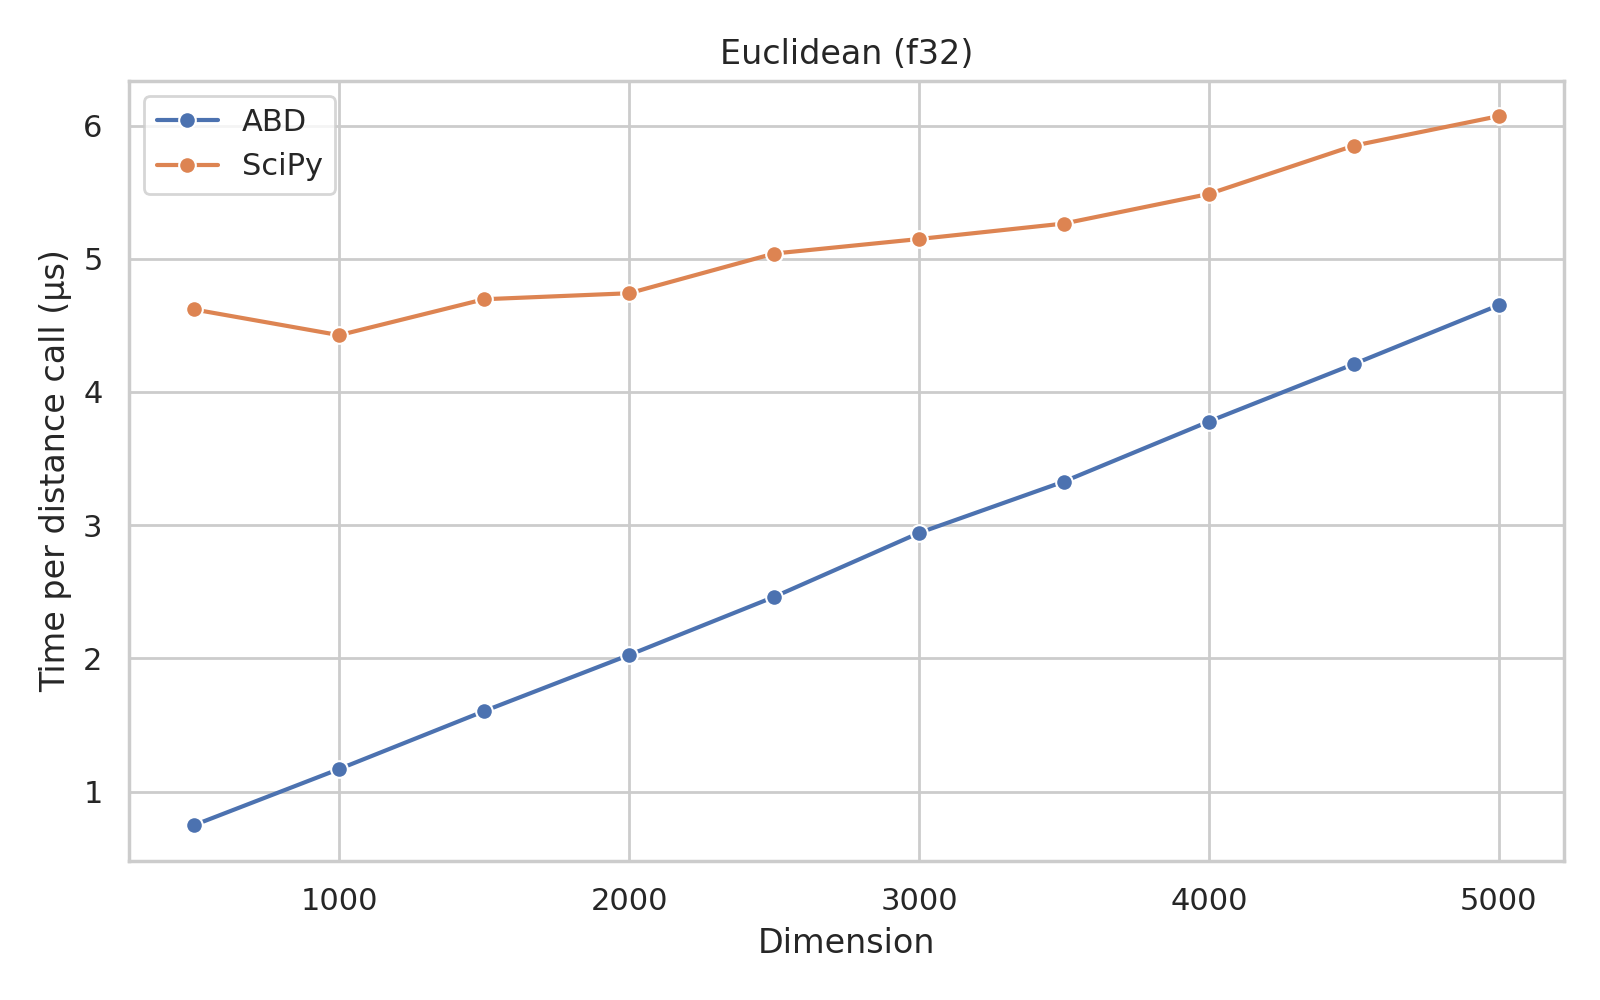 Euclidean (f32)
ABD
SciPy
6
5
4
3
2
1
Time per distance call (µs)
1000 2000 3000 4000 5000
Dimension